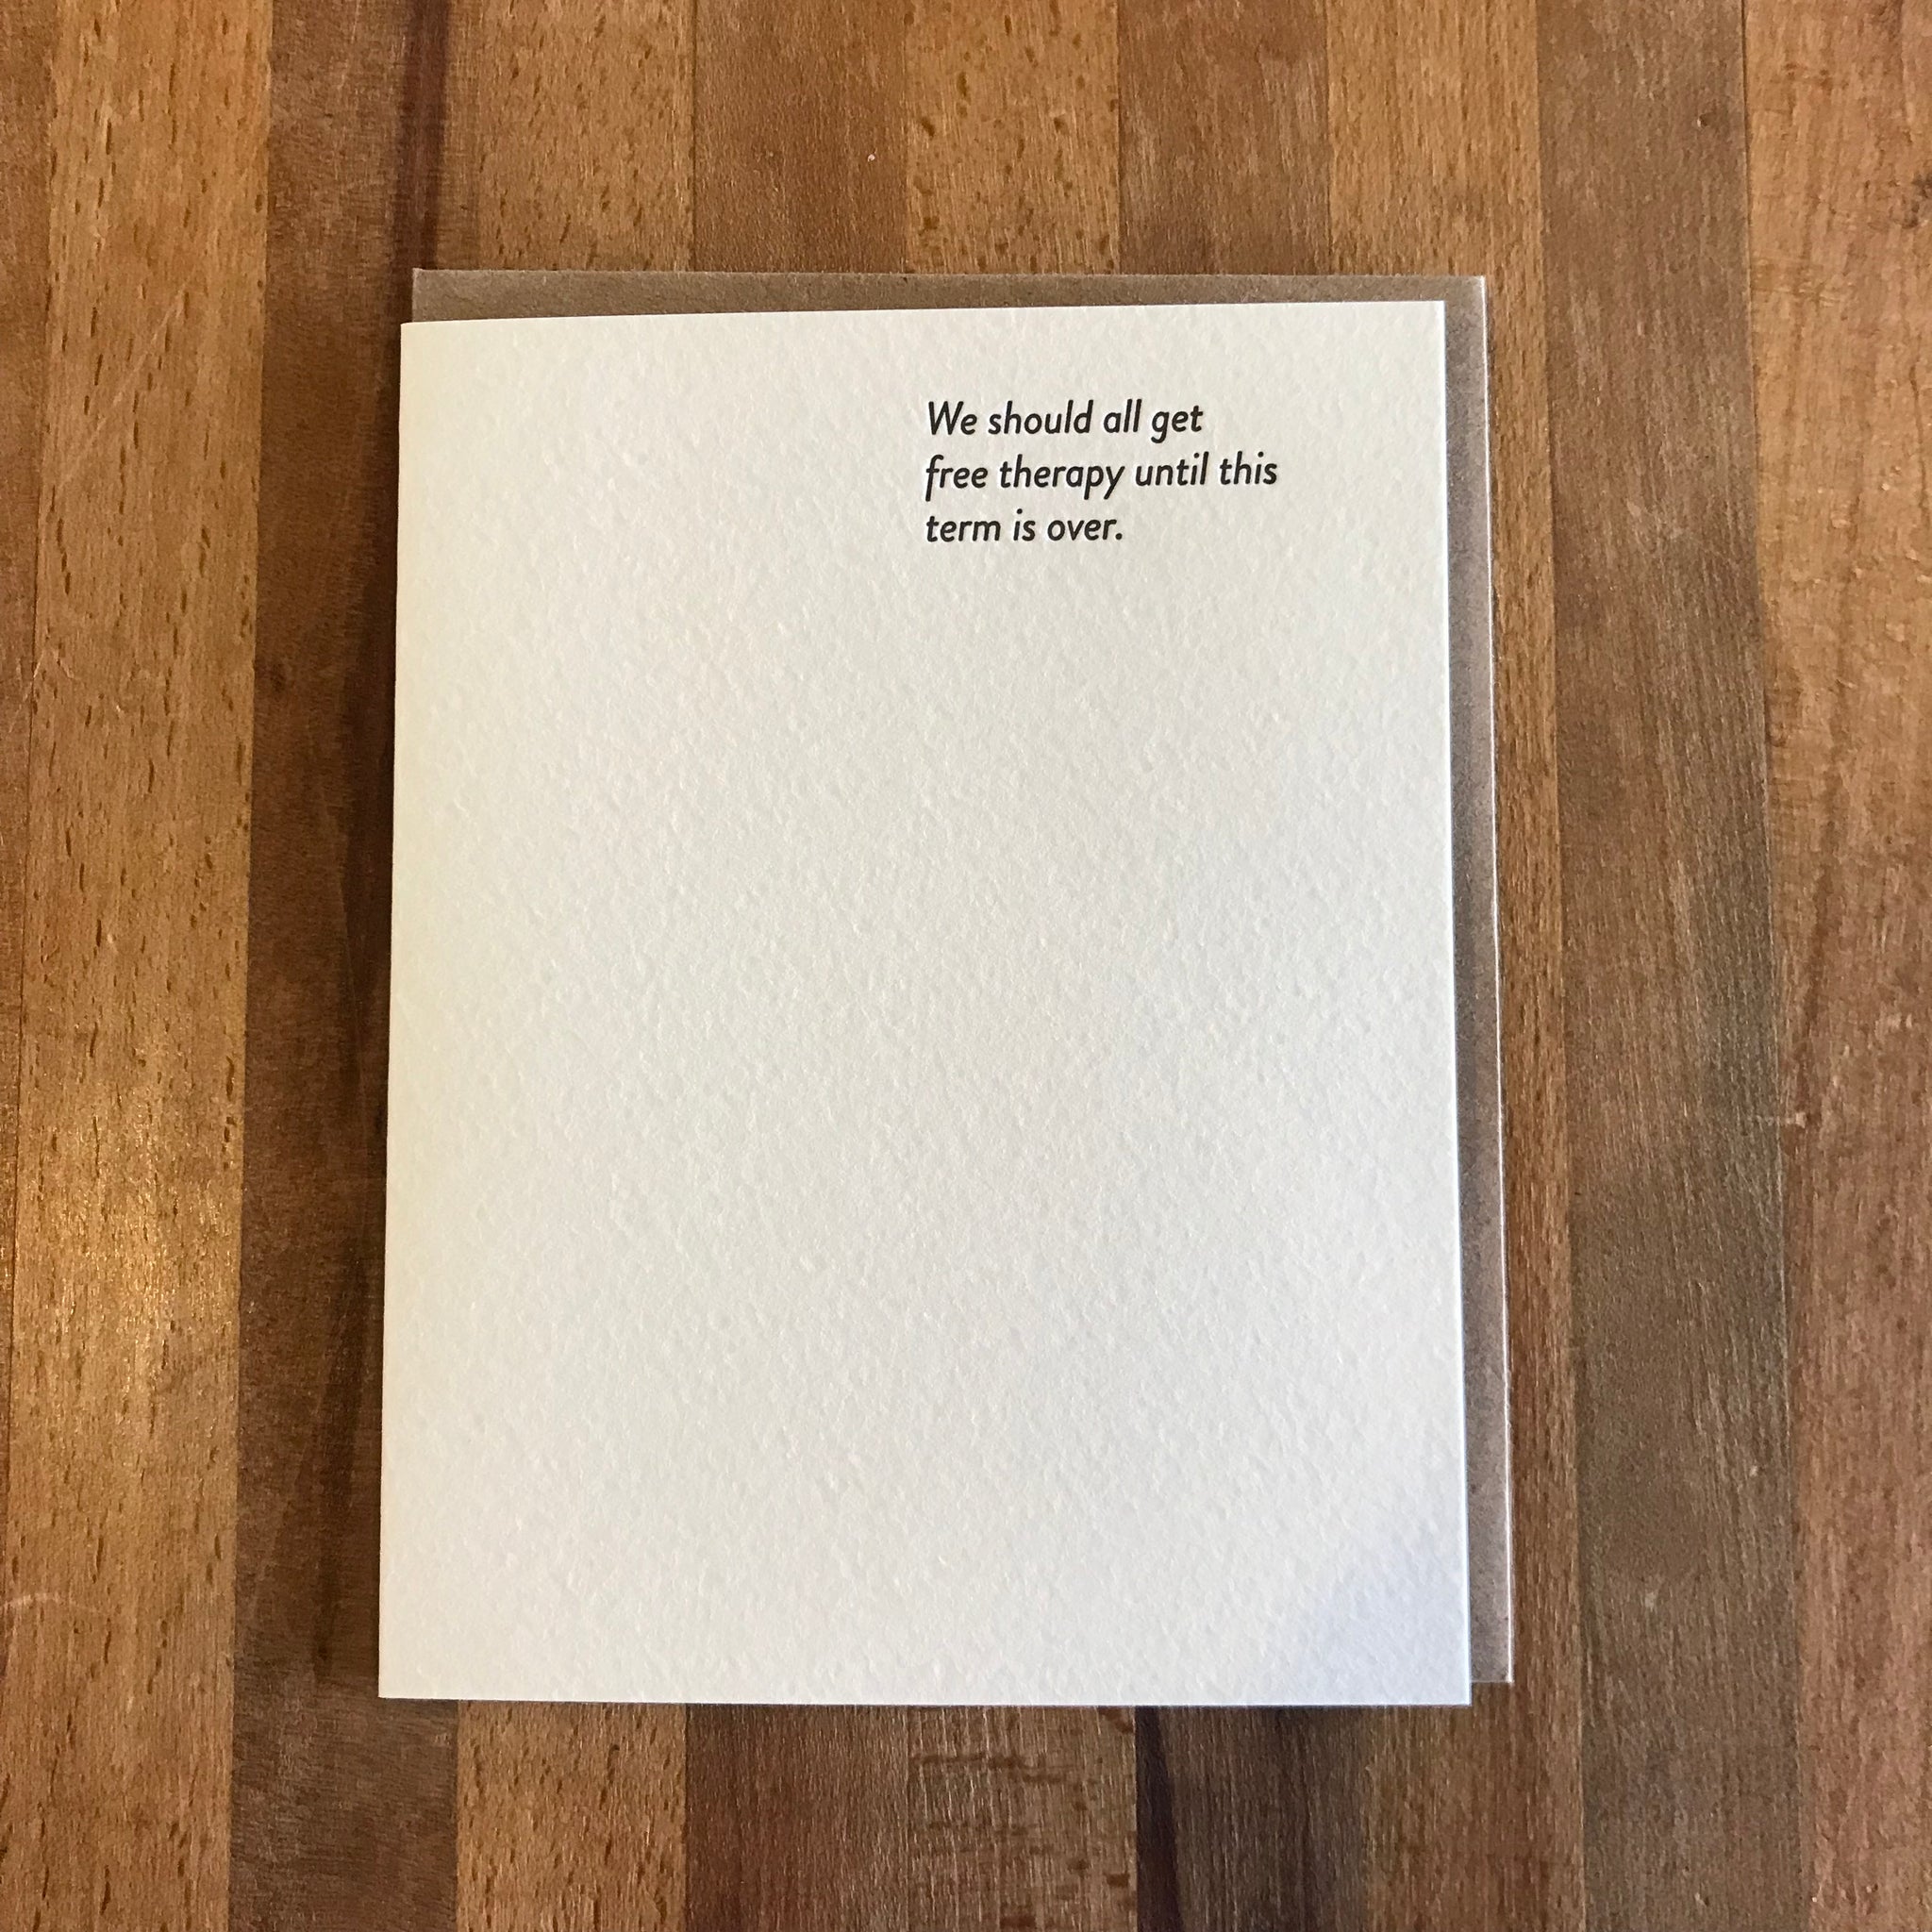 We should all get
free therapy until this
term is over.